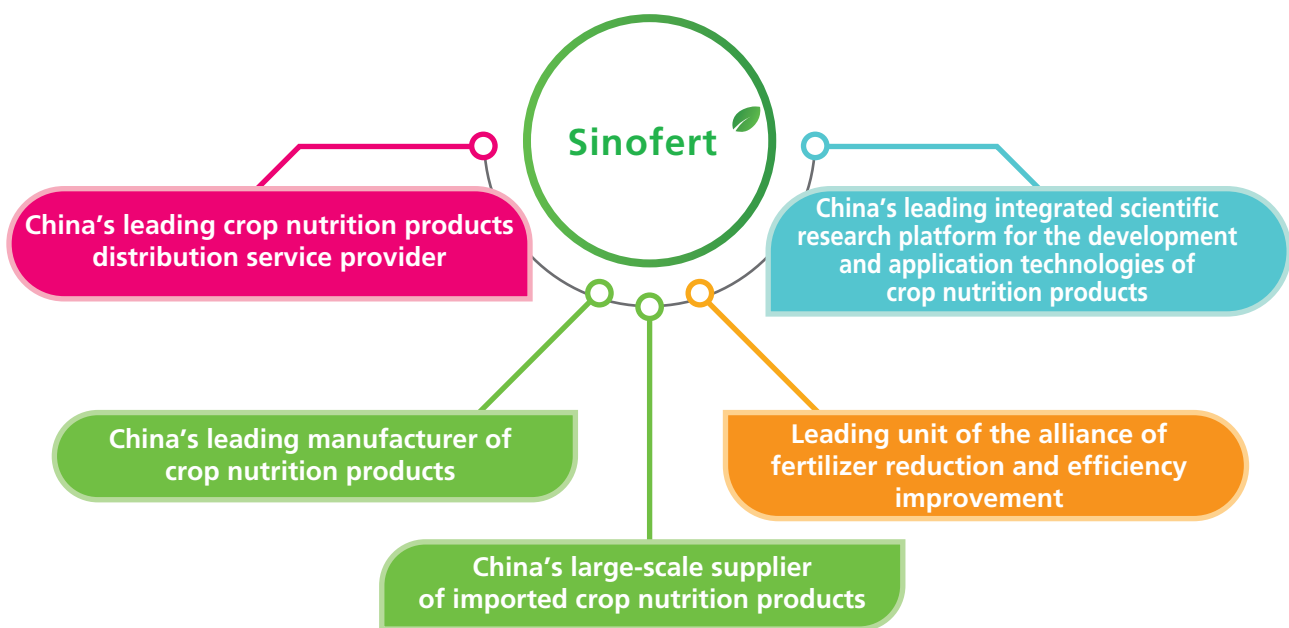 Sinofert
China’s leading crop nutrition products
distribution service provider
China’s leading integrated scientific
research platform for the development
and application technologies of
crop nutrition products
China’s leading manufacturer of
crop nutrition products
Leading unit of the alliance of
fertilizer reduction and efficiency
improvement
China’s large-scale supplier
of imported crop nutrition products